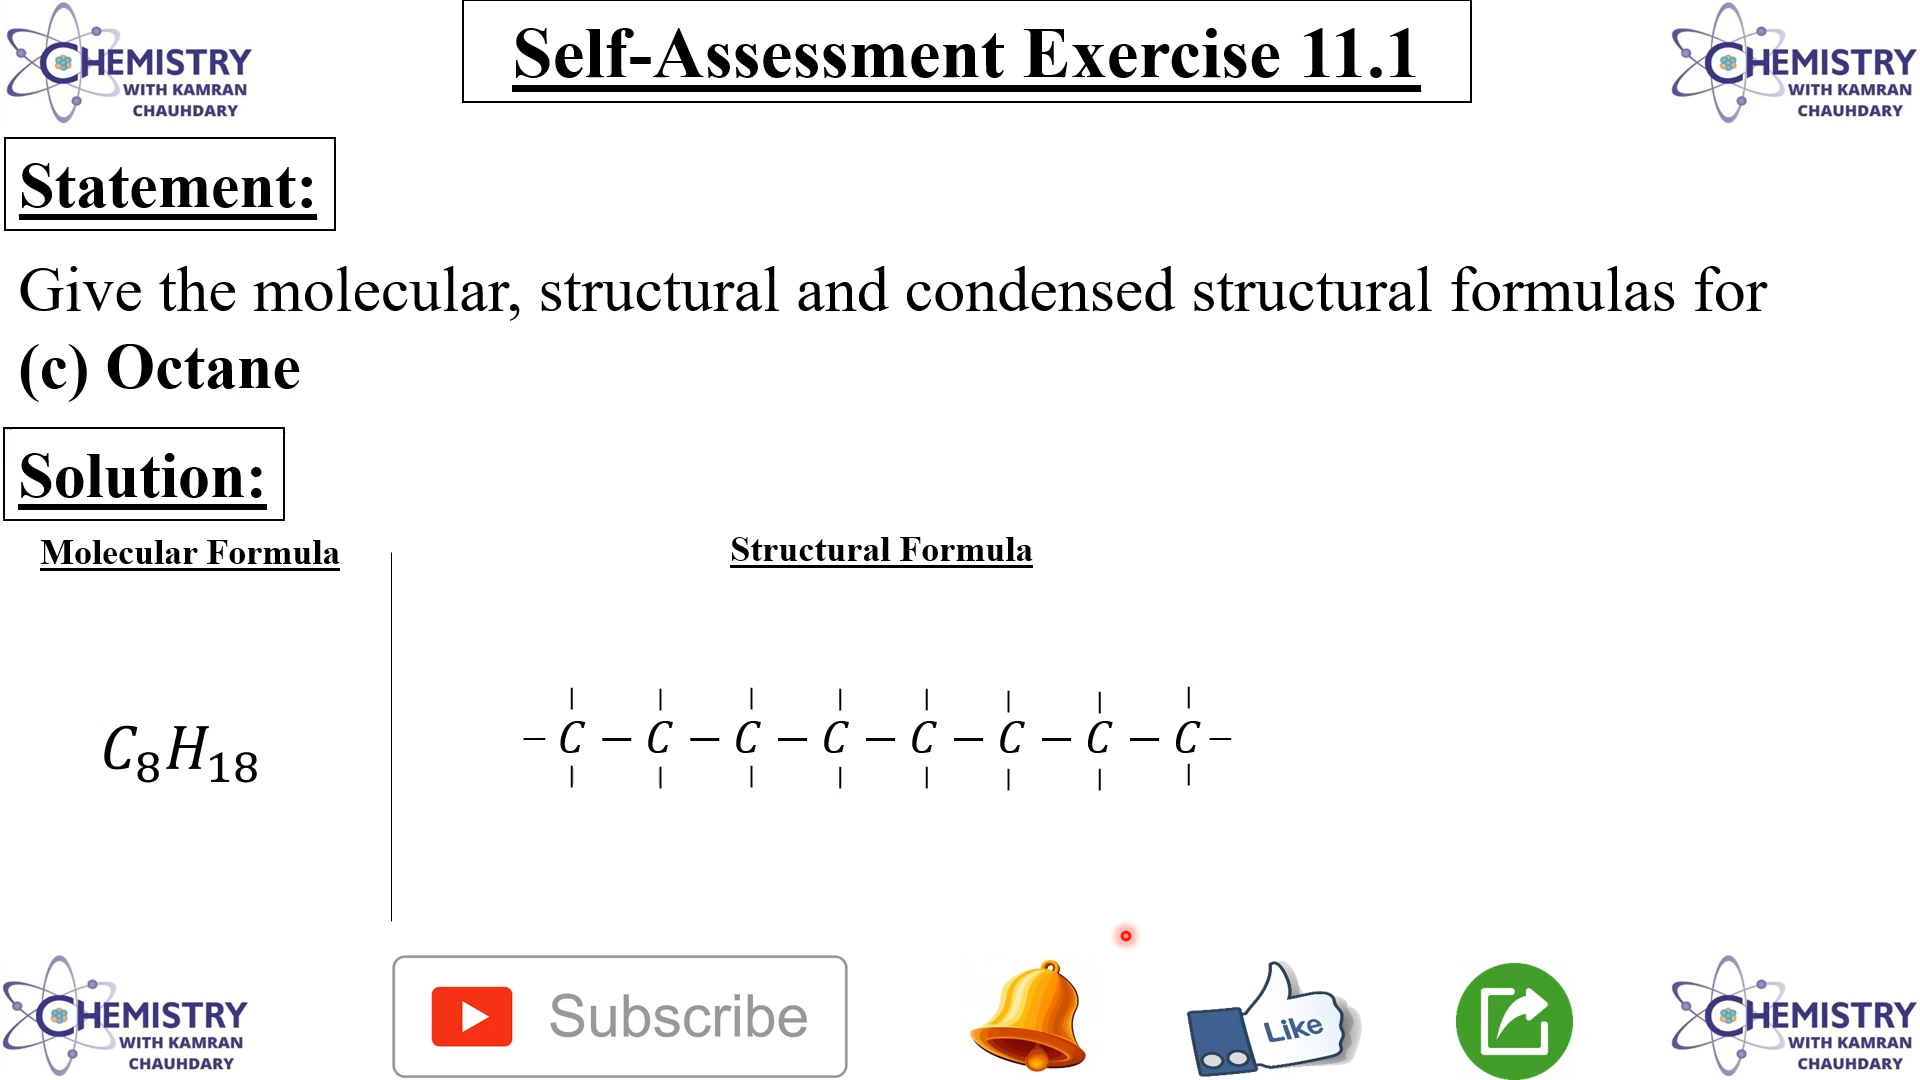 CHEMISTRY
WITH KAMRAN
CHAUHDARY
Self-Assessment Exercise 11.1
CHEMISTRY
WITH KAMRAN
CHAUHDARY
Statement:
Give the molecular, structural and condensed structural formulas for
(c) Octane
Solution:
Molecular Formula
Structural Formula
C₈H₁₈
– C – C – C – C – C – C – C – C –
CHEMISTRY
WITH KAMRAN
CHAUHDARY
Subscribe
Like
CHEMISTRY
WITH KAMRAN
CHAUHDARY